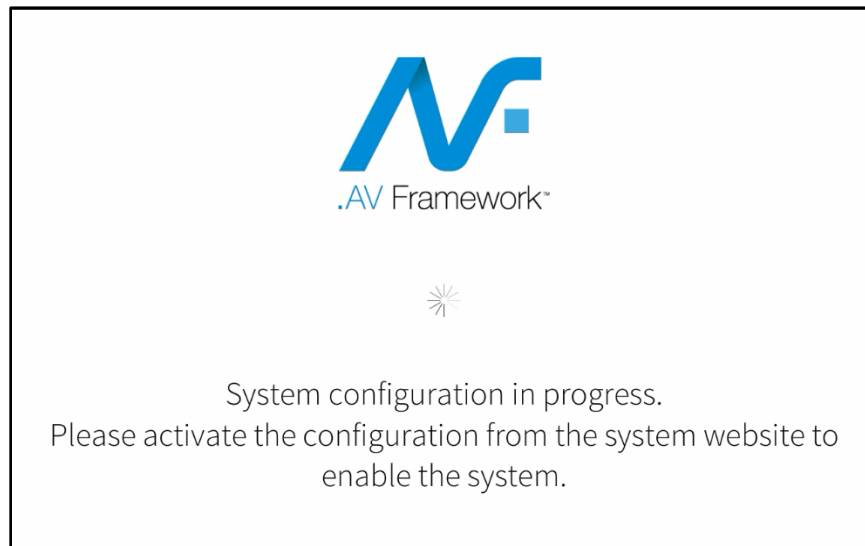 .AV Framework™
System configuration in progress.
Please activate the configuration from the system website to
enable the system.